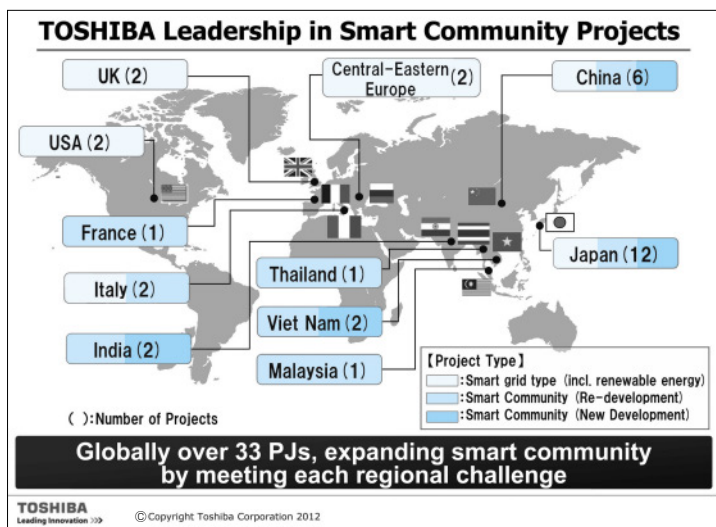 TOSHIBA Leadership in Smart Community Projects
UK (2)
Central-Eastern
Europe (2)
China (6)
USA (2)
France (1)
Italy (2)
India (2)
Thailand (1)
Viet Nam (2)
Malaysia (1)
Japan (12)
( ):Number of Projects
【Project Type】
:Smart grid type (incl. renewable energy)
:Smart Community (Re-development)
:Smart Community (New Development)
Globally over 33 PJs, expanding smart community
by meeting each regional challenge
TOSHIBA
Leading Innovation >>>
©Copyright Toshiba Corporation 2012